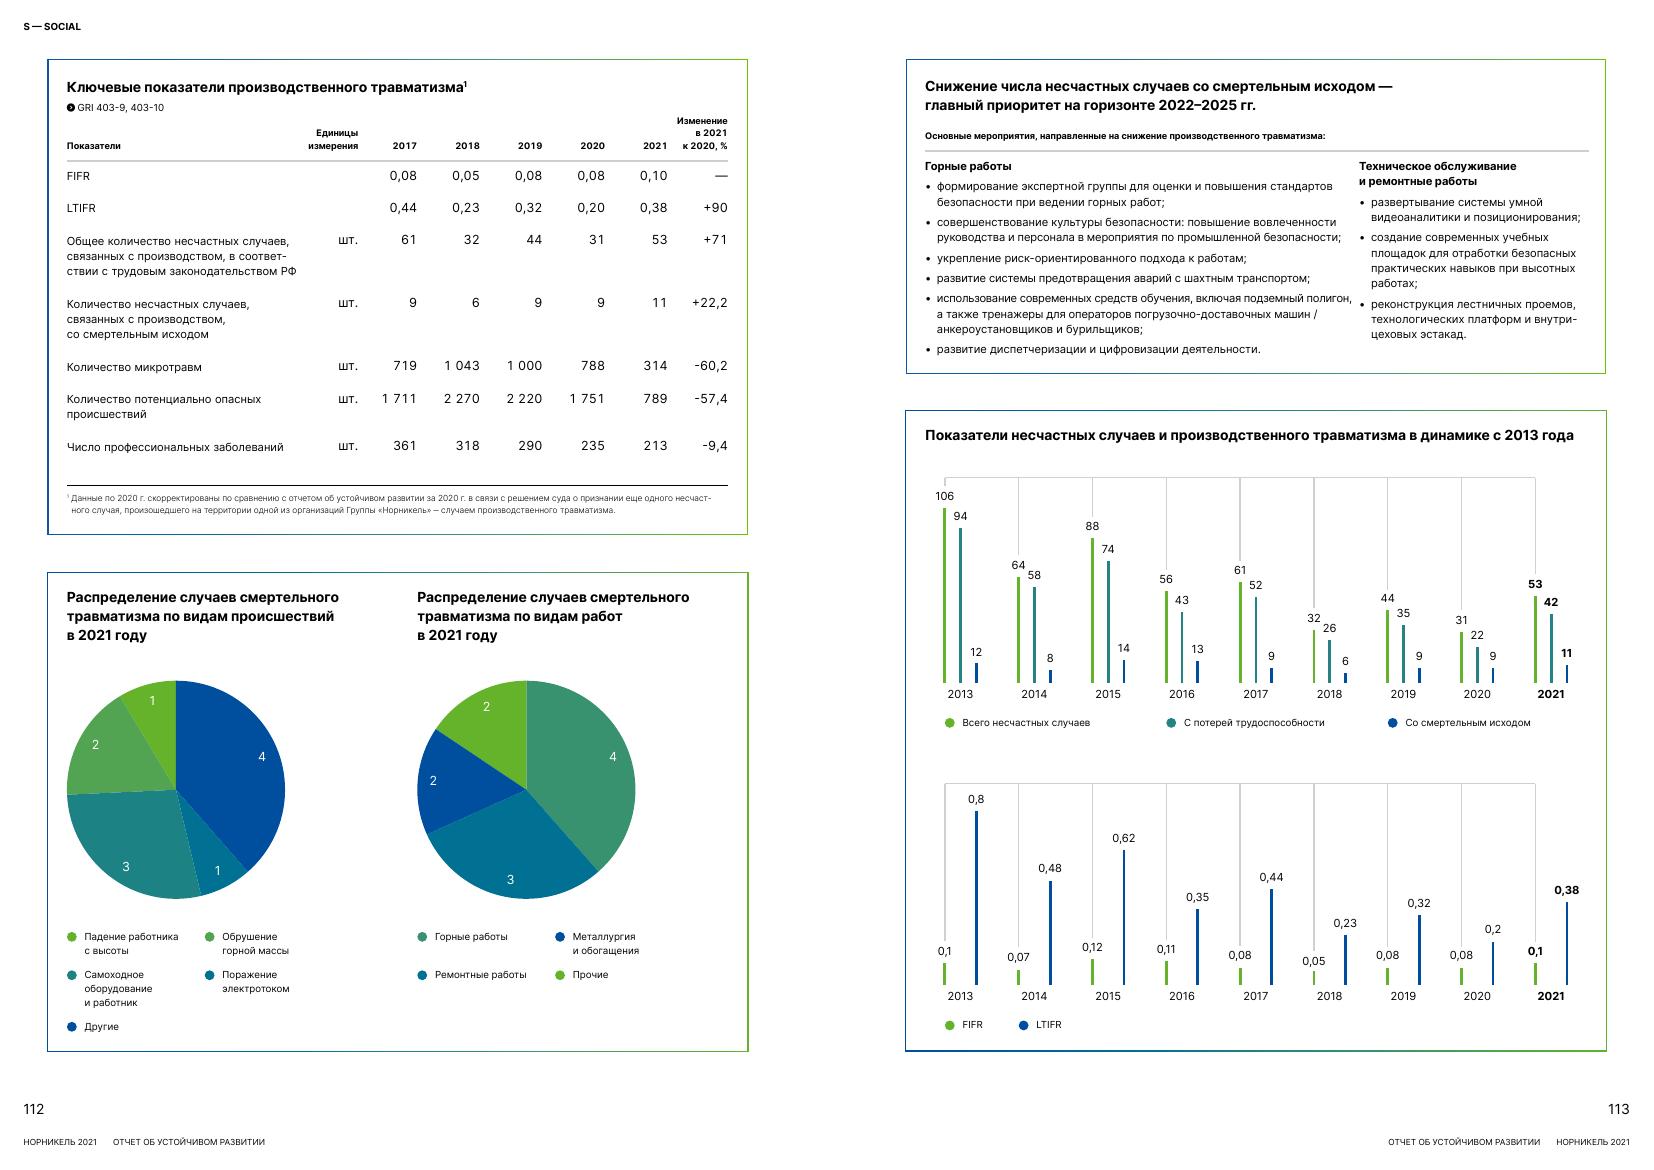 S — SOCIAL
Ключевые показатели производственного травматизма¹
GRI 403-9, 403-10
Показатели Единицы измерения 2017 2018 2019 2020 2021 Изменение в 2021 к 2020, %
FIFR 0,08 0,05 0,08 0,08 0,10 —
LTIFR 0,44 0,23 0,32 0,20 0,38 +90
Общее количество несчастных случаев, шт. 61 32 44 31 53 +71
связанных с производством, в соответ-
ствии с трудовым законодательством РФ
Количество несчастных случаев, шт. 9 6 9 9 11 +22,2
связанных с производством,
со смертельным исходом
Количество микротравм шт. 719 1 043 1 000 788 314 -60,2
Количество потенциально опасных шт. 1 711 2 270 2 220 1 751 789 -57,4
происшествий
Число профессиональных заболеваний шт. 361 318 290 235 213 -9,4
¹ Данные по 2020 г. скорректированы по сравнению с отчетом об устойчивом развитии за 2020 г. в связи с решением суда о признании еще одного несчаст-
ного случая, произошедшего на территории одной из организаций Группы «Норникель» – случаем производственного травматизма.
Распределение случаев смертельного
травматизма по видам происшествий
в 2021 году
1
4
2
3
1
Падение работника
с высоты
Обрушение
горной массы
Самоходное
оборудование
и работник
Поражение
электротоком
Другие
Распределение случаев смертельного
травматизма по видам работ
в 2021 году
2
4
2
3
Горные работы
Металлургия
и обогащения
Ремонтные работы
Прочие
112
НОРНИКЕЛЬ 2021 ОТЧЕТ ОБ УСТОЙЧИВОМ РАЗВИТИИ
Снижение числа несчастных случаев со смертельным исходом —
главный приоритет на горизонте 2022–2025 гг.
Основные мероприятия, направленные на снижение производственного травматизма:
Горные работы
• формирование экспертной группы для оценки и повышения стандартов
безопасности при ведении горных работ;
• совершенствование культуры безопасности: повышение вовлеченности
руководства и персонала в мероприятия по промышленной безопасности;
• укрепление риск-ориентированного подхода к работам;
• развитие системы предотвращения аварий с шахтным транспортом;
• использование современных средств обучения, включая подземный полигон,
а также тренажеры для операторов погрузочно-доставочных машин /
анкероустановщиков и бурильщиков;
• развитие диспетчеризации и цифровизации деятельности.
Техническое обслуживание
и ремонтные работы
• развертывание системы умной
видеоаналитики и позиционирования;
• создание современных учебных
площадок для отработки безопасных
практических навыков при высотных
работах;
• реконструкция лестничных проемов,
технологических платформ и внутри-
цеховых эстакад.
Показатели несчастных случаев и производственного травматизма в динамике с 2013 года
106 94 12
64 58 8
88 74 14
56 43 13
61 52 9
32 26 6
44 35 9
31 22 9
53 42 11
2013 2014 2015 2016 2017 2018 2019 2020 2021
Всего несчастных случаев С потерей трудоспособности Со смертельным исходом
0,1 0,8
0,07 0,48
0,12 0,62
0,11 0,35
0,08 0,44
0,05 0,23
0,08 0,32
0,08 0,2
0,1 0,38
2013 2014 2015 2016 2017 2018 2019 2020 2021
FIFR LTIFR
113
ОТЧЕТ ОБ УСТОЙЧИВОМ РАЗВИТИИ НОРНИКЕЛЬ 2021